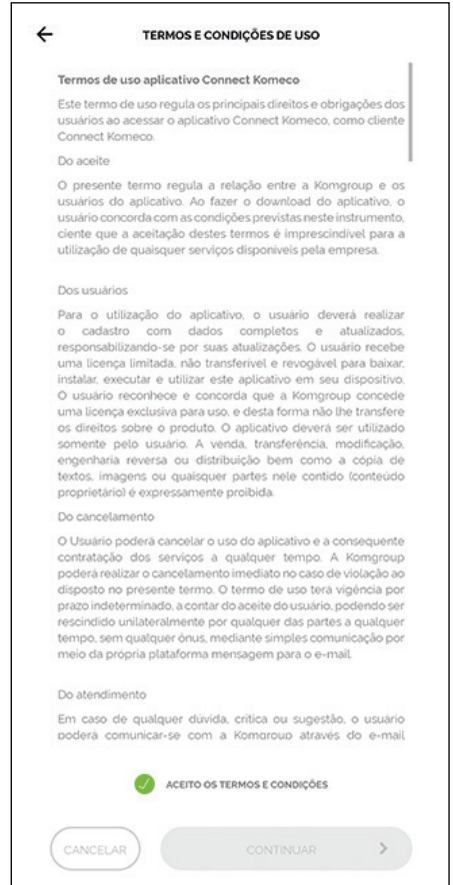 TERMOS E CONDIÇÕES DE USO
Termos de uso aplicativo Connect Komeco
Este termo de uso regula os principais direitos e obrigações dos
usuários ao acessar o aplicativo Connect Komeco, como cliente
Connect Komeco.
Do aceite
O presente termo regula a relação entre a Komgroup e os
usuários do aplicativo. Ao fazer o download do aplicativo, o
usuário concorda com as condições previstas neste instrumento,
ciente que a aceitação destes termos é imprescindível para a
utilização de quaisquer serviços disponíveis pela empresa.
Dos usuários
Para o utilização do aplicativo, o usuário deverá realizar
o cadastro com dados completos e atualizados,
responsabilizando-se por suas atualizações. O usuário recebe
uma licença limitada, não transferível e revogável para baixar,
instalar, executar e utilizar este aplicativo em seu dispositivo.
O usuário reconhece e concorda que a Komgroup concede
uma licença exclusiva para uso, e desta forma não lhe transfere
os direitos sobre o produto. O aplicativo deverá ser utilizado
somente pelo usuário. A venda, transferência, modificação,
engenharia reversa ou distribuição bem como a cópia de
textos, imagens ou quaisquer partes nele contido (conteúdo
proprietário) é expressamente proibida.
Do cancelamento
O Usuário poderá cancelar o uso do aplicativo e a consequente
contratação dos serviços a qualquer tempo. A Komgroup
poderá realizar o cancelamento imediato no caso de violação ao
disposto no presente termo. O termo de uso terá vigência por
prazo indeterminado, a contar do aceite do usuário, podendo ser
rescindido unilateralmente por qualquer das partes a qualquer
tempo, sem qualquer ônus, mediante simples comunicação por
meio da própria plataforma mensagem para o e-mail
Do atendimento
Em caso de qualquer dúvida, crítica ou sugestão, o usuário
poderá comunicar-se com a Komgroup através do e-mail
ACEITO OS TERMOS E CONDIÇÕES
CANCELAR
CONTINUAR